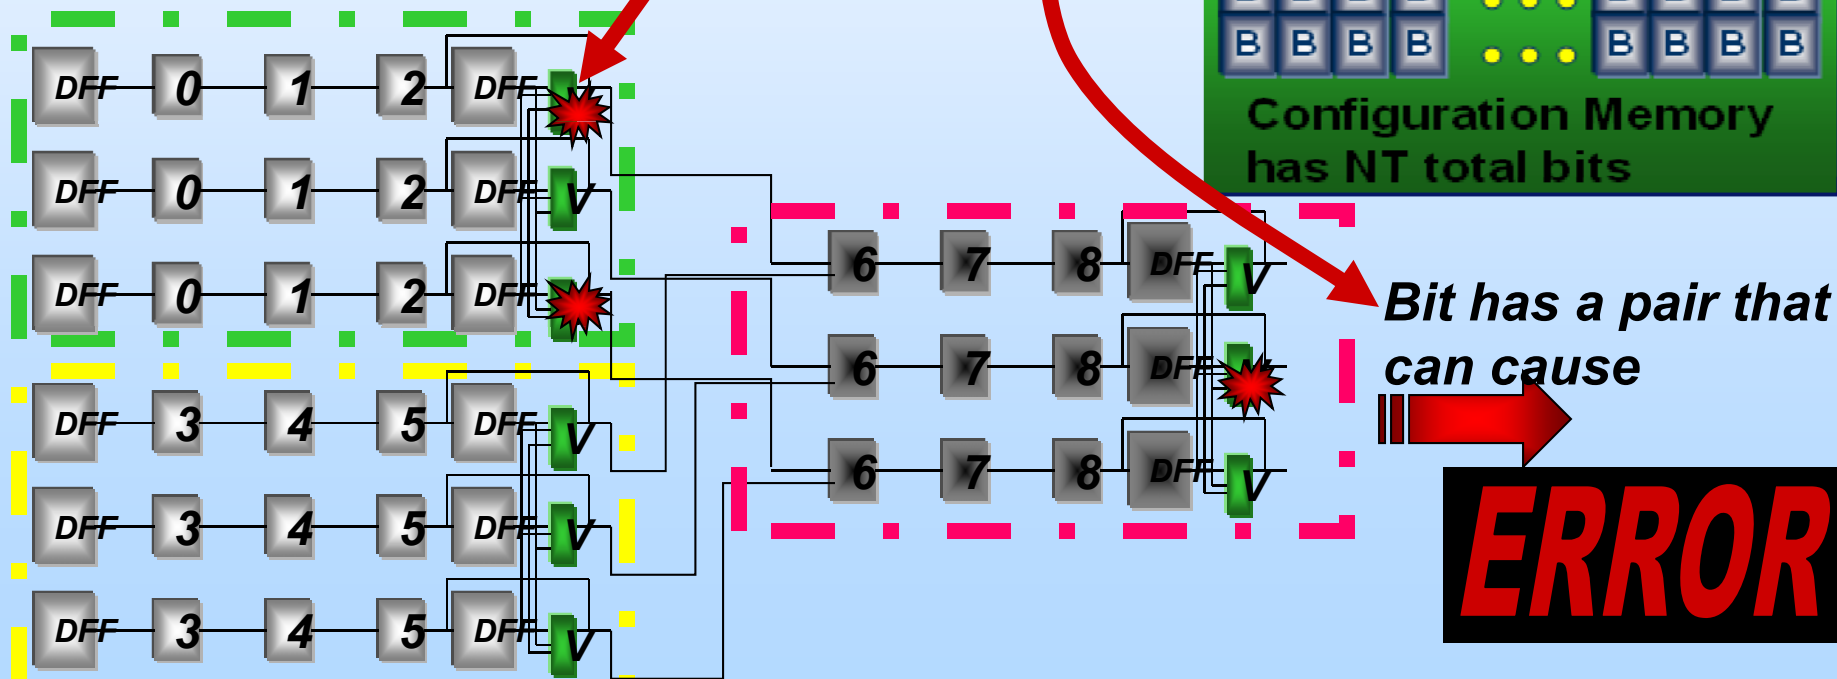 B B B B B B B B
Configuration Memory
has NT total bits
DFF 0 1 2 DFF
DFF 0 1 2 DFF V
DFF 0 1 2 DFF
DFF 3 4 5 DFF V
DFF 3 4 5 DFF V
DFF 3 4 5 DFF V
6 7 8 DFF V
6 7 8 DFF
6 7 8 DFF V
Bit has a pair that
can cause
ERROR